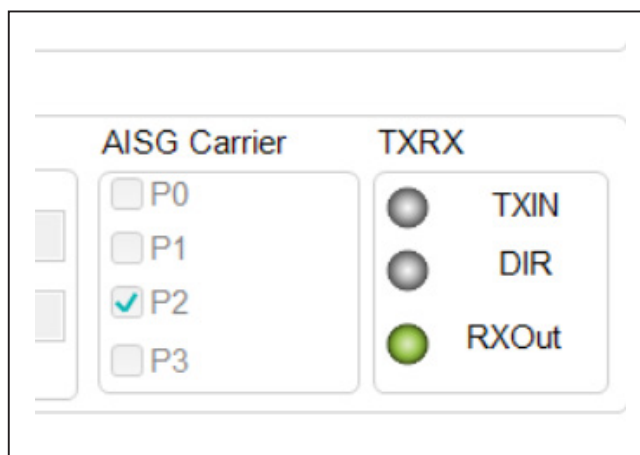 AISG Carrier
P0
P1
P2
P3
TXRX
TXIN
DIR
RXOut